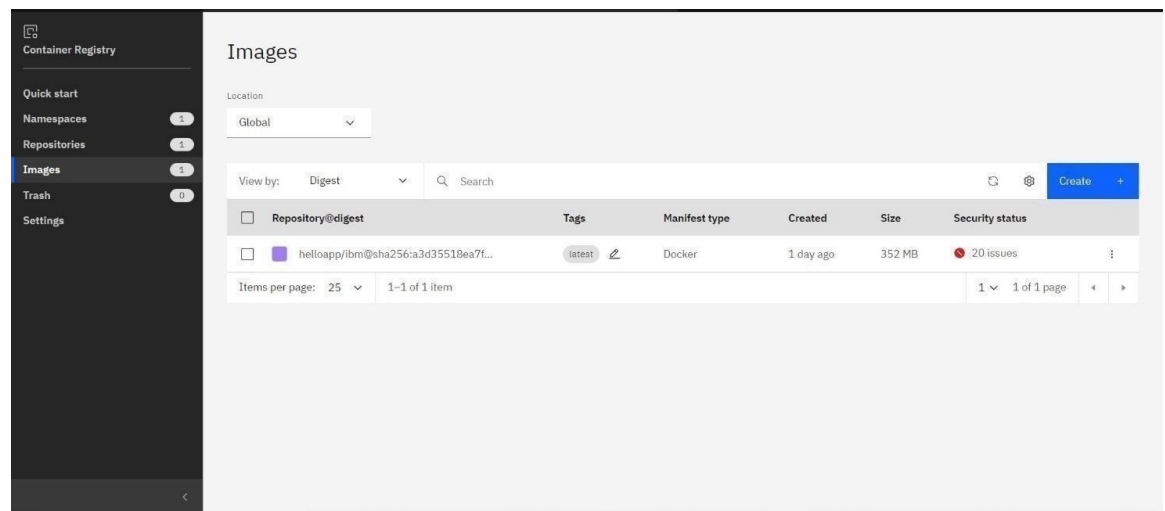 Container Registry
Quick start
Namespaces 1
Repositories 1
Images 1
Trash 0
Settings
Images
Location
Global
View by: Digest Search Create +
Repository@digest Tags Manifest type Created Size Security status
helloapp/ibm@sha256:a3d35518ea7f... latest Docker 1 day ago 352 MB 20 issues
Items per page: 25 1–1 of 1 item 1 1 of 1 page